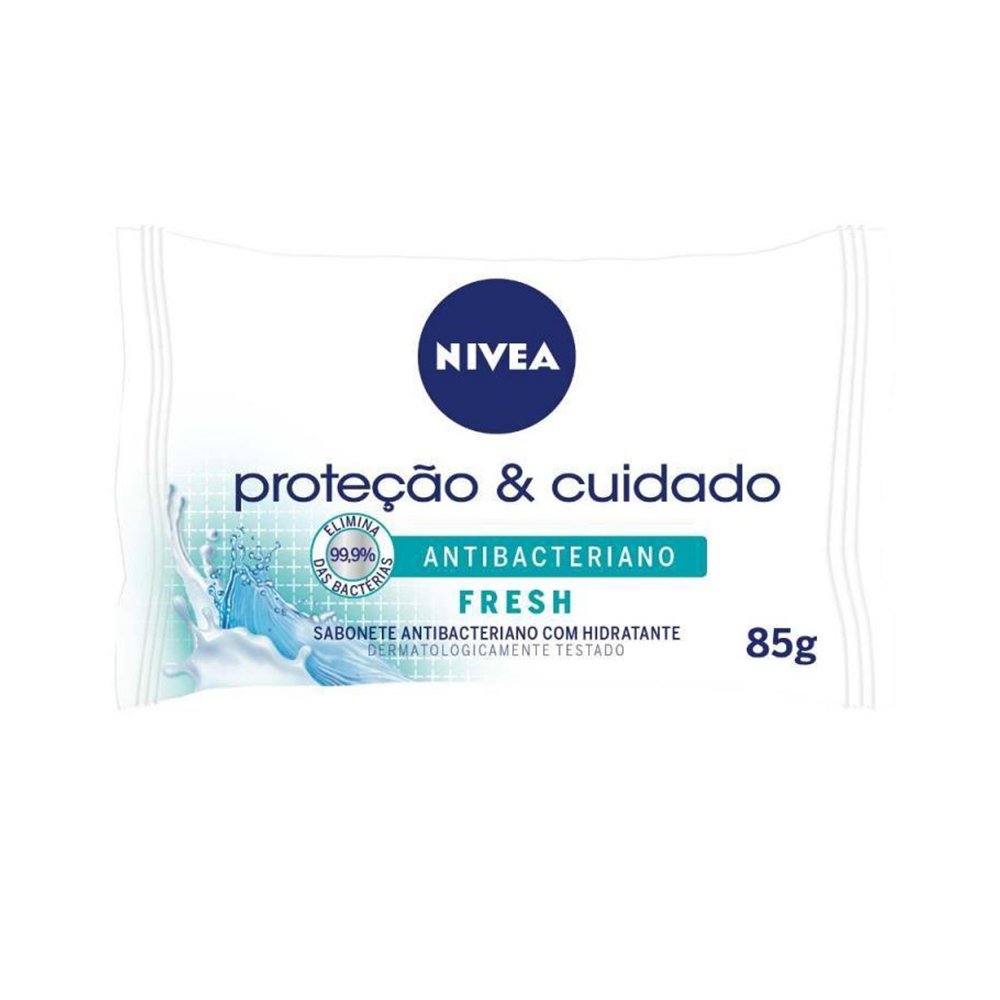 NIVEA
proteção & cuidado
ELIMINA
99,9%
DAS BACTÉRIAS
ANTIBACTERIANO
FRESH
SABONETE ANTIBACTERIANO COM HIDRATANTE
DERMATOLOGICAMENTE TESTADO
85g